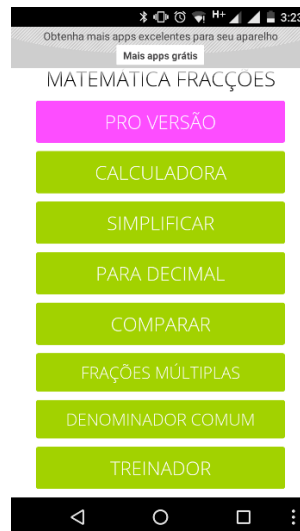 H+ 3:23
Obtenha mais apps excelentes para seu aparelho
Mais apps grátis
MATEMÁTICA FRACÇÕES
PRO VERSÃO
CALCULADORA
SIMPLIFICAR
PARA DECIMAL
COMPARAR
FRAÇÕES MÚLTIPLAS
DENOMINADOR COMUM
TREINADOR